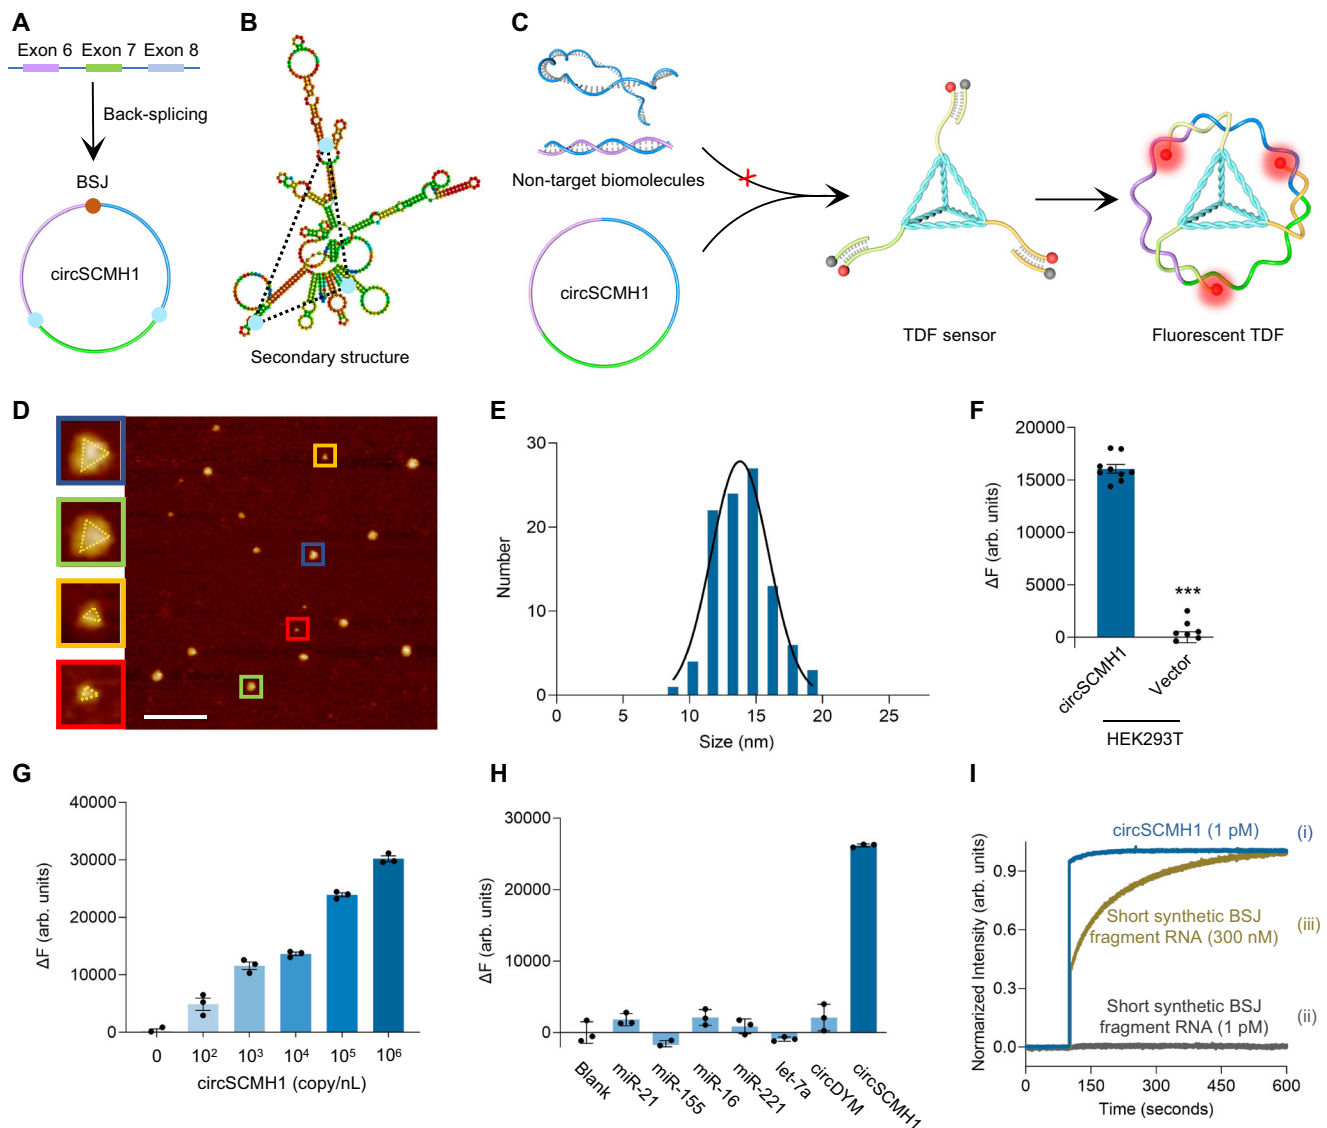 A
Exon 6 Exon 7 Exon 8
Back-splicing
BSJ
circSCMH1
B
Secondary structure
C
Non-target biomolecules
circSCMH1
TDF sensor
Fluorescent TDF
D
E
Number
30
20
10
0
0 5 10 15 20 25
Size (nm)
F
ΔF (arb. units)
20000
15000
10000
5000
0
***
circSCMH1
Vector
HEK293T
G
ΔF (arb. units)
40000
30000
20000
10000
0
0 10² 10³ 10⁴ 10⁵ 10⁶
circSCMH1 (copy/nL)
H
ΔF (arb. units)
30000
20000
10000
0
Blank
miR-21
miR-155
miR-16
miR-221
let-7a
circDYM
circSCMH1
I
Normarlized Intensity (arb. units)
0.9
0.6
0.3
0.0
circSCMH1 (1 pM) (i)
Short synthetic BSJ
fragment RNA (300 nM) (iii)
Short synthetic BSJ
fragment RNA (1 pM) (ii)
0 150 300 450 600
Time (seconds)